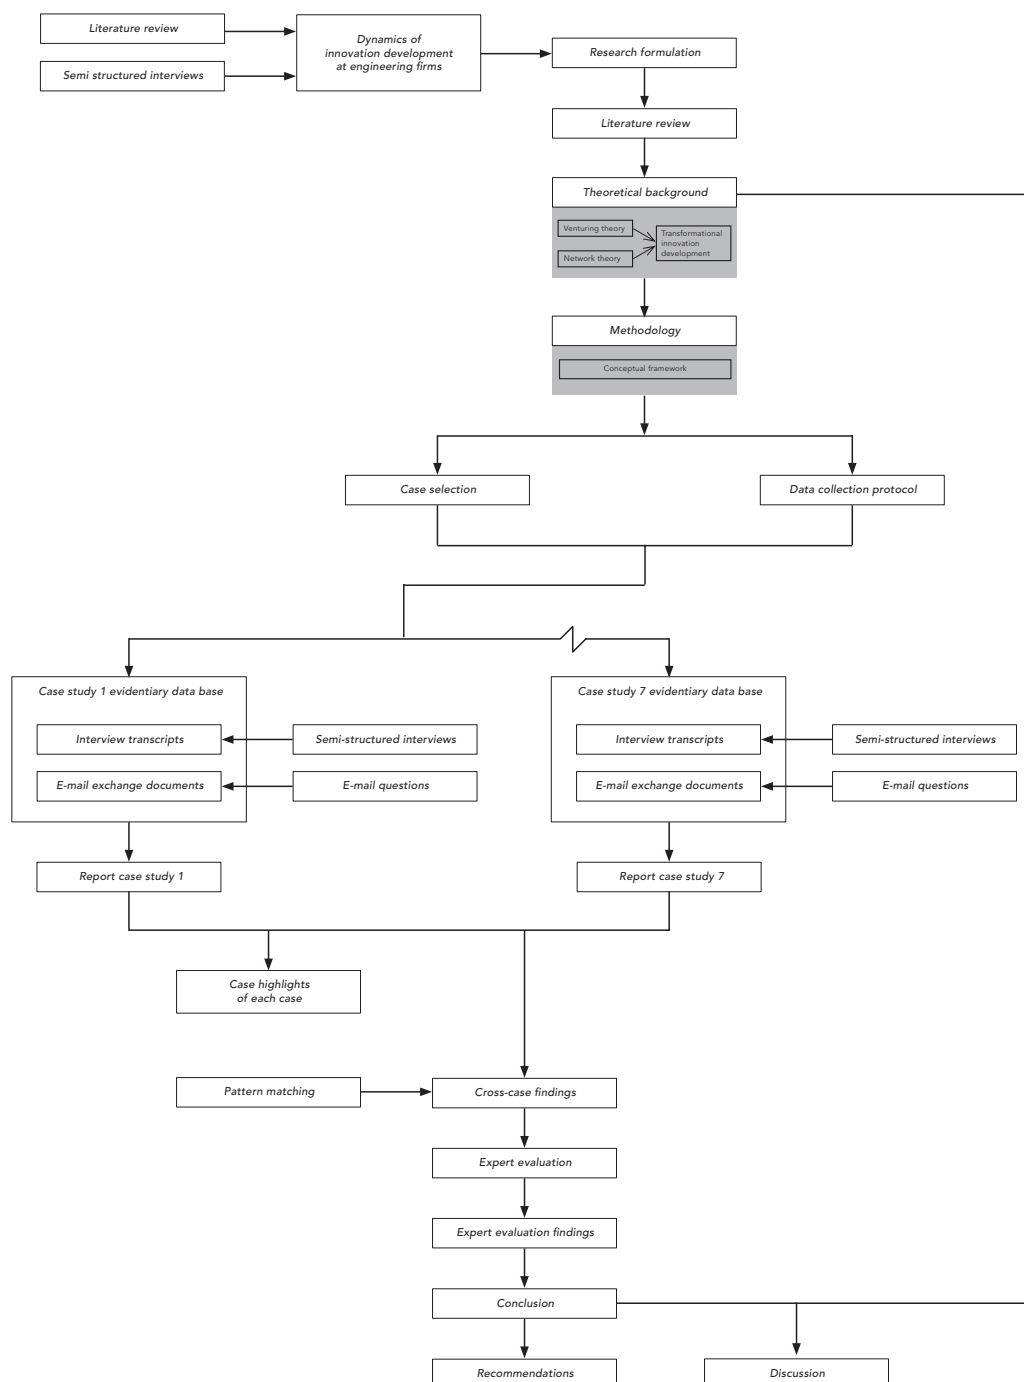 Literature review
Semi structured interviews
Dynamics of
innovation development
at engineering firms
Research formulation
Literature review
Theoretical background
Venturing theory
Network theory
Transformational
innovation
development
Methodology
Conceptual framework
Case selection
Data collection protocol
Case study 1 evidentiary data base
Interview transcripts
Semi-structured interviews
E-mail exchange documents
E-mail questions
Case study 7 evidentiary data base
Interview transcripts
Semi-structured interviews
E-mail exchange documents
E-mail questions
Report case study 1
Report case study 7
Case highlights
of each case
Pattern matching
Cross-case findings
Expert evaluation
Expert evaluation findings
Conclusion
Recommendations
Discussion